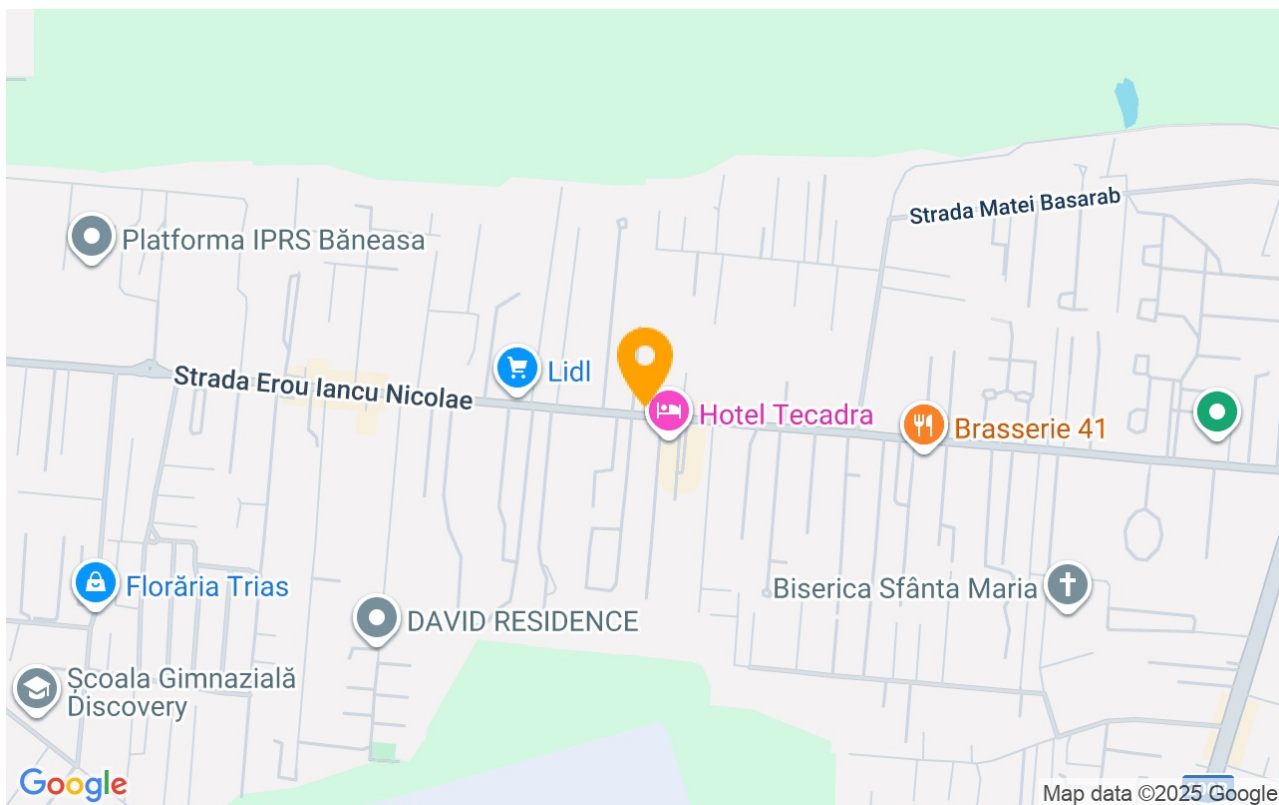 Strada Matei Basarab
Platforma IPRS Băneasa
Lidl
Strada Erou Iancu Nicolae
Hotel Tecadra
Brasserie 41
Florăria Trias
Biserica Sfânta Maria
DAVID RESIDENCE
Școala Gimnazială
Discovery
Google
Map data ©2025 Google